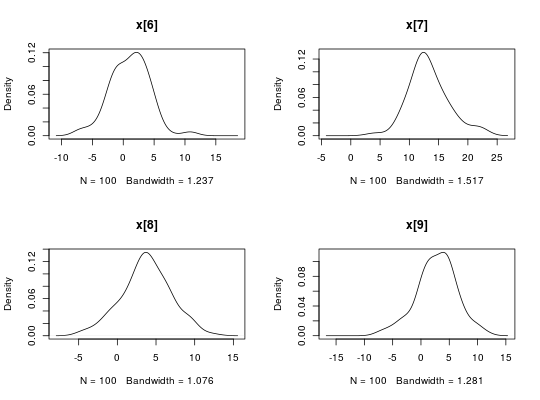 x[6]
Density
0.00 0.06 0.12
-10 -5 0 5 10 15
N = 100 Bandwidth = 1.237
x[7]
Density
0.00 0.06 0.12
-5 0 5 10 15 20 25
N = 100 Bandwidth = 1.517
x[8]
Density
0.00 0.06 0.12
-5 0 5 10 15
N = 100 Bandwidth = 1.076
x[9]
Density
0.00 0.04 0.08
-15 -10 -5 0 5 10 15
N = 100 Bandwidth = 1.281